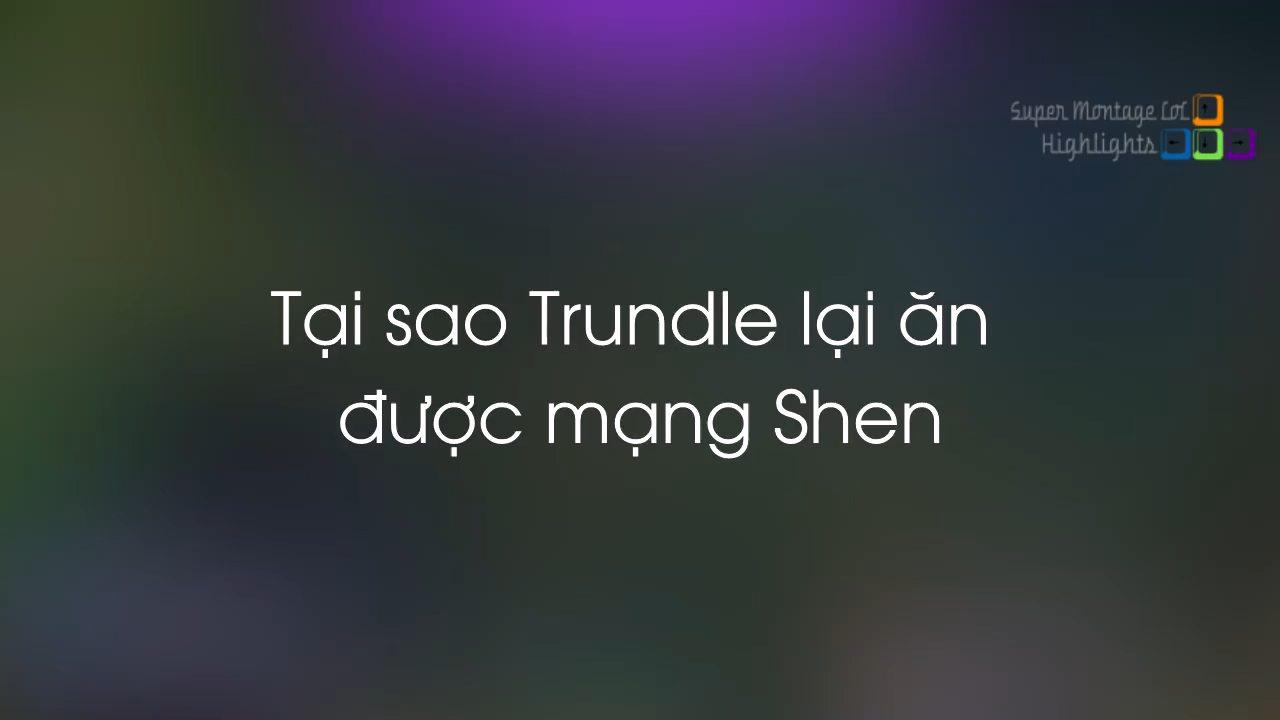 Super Montage LoL
Highlights
Tại sao Trundle lại ăn
được mạng Shen